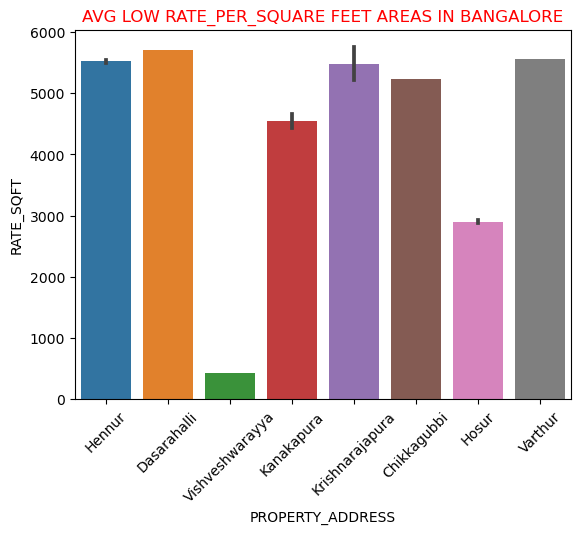 AVG LOW RATE_PER_SQUARE FEET AREAS IN BANGALORE
6000
5000
4000
3000
2000
1000
0
RATE_SQFT
Hennur
Dasarahalli
Vishveshwarayya
Kanakapura
Krishnarajapura
Chikkagubbi
Hosur
Varthur
PROPERTY_ADDRESS